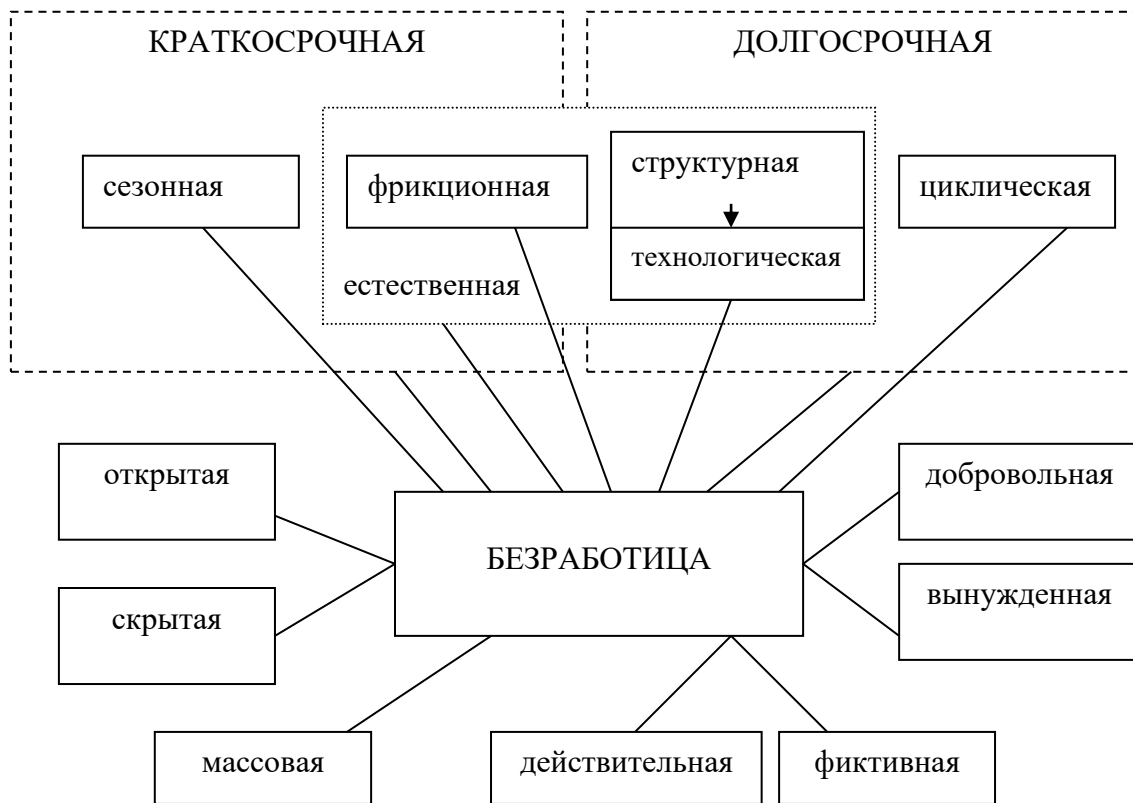 КРАТКОСРОЧНАЯ
ДОЛГОСРОЧНАЯ
сезонная
фрикционная
структурная
циклическая
технологическая
естественная
открытая
добровольная
БЕЗРАБОТИЦА
скрытая
вынужденная
массовая
действительная
фиктивная